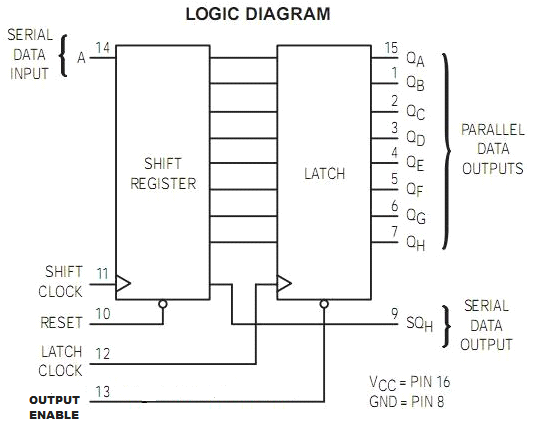 LOGIC DIAGRAM
SERIAL
DATA
INPUT
A
14
SHIFT
REGISTER
LATCH
15 QA
1 QB
2 QC
3 QD
4 QE
5 QF
6 QG
7 QH
PARALLEL
DATA
OUTPUTS
SHIFT
CLOCK
11
RESET
10
LATCH
CLOCK
12
OUTPUT
ENABLE
13
9 SQH
SERIAL
DATA
OUTPUT
VCC = PIN 16
GND = PIN 8